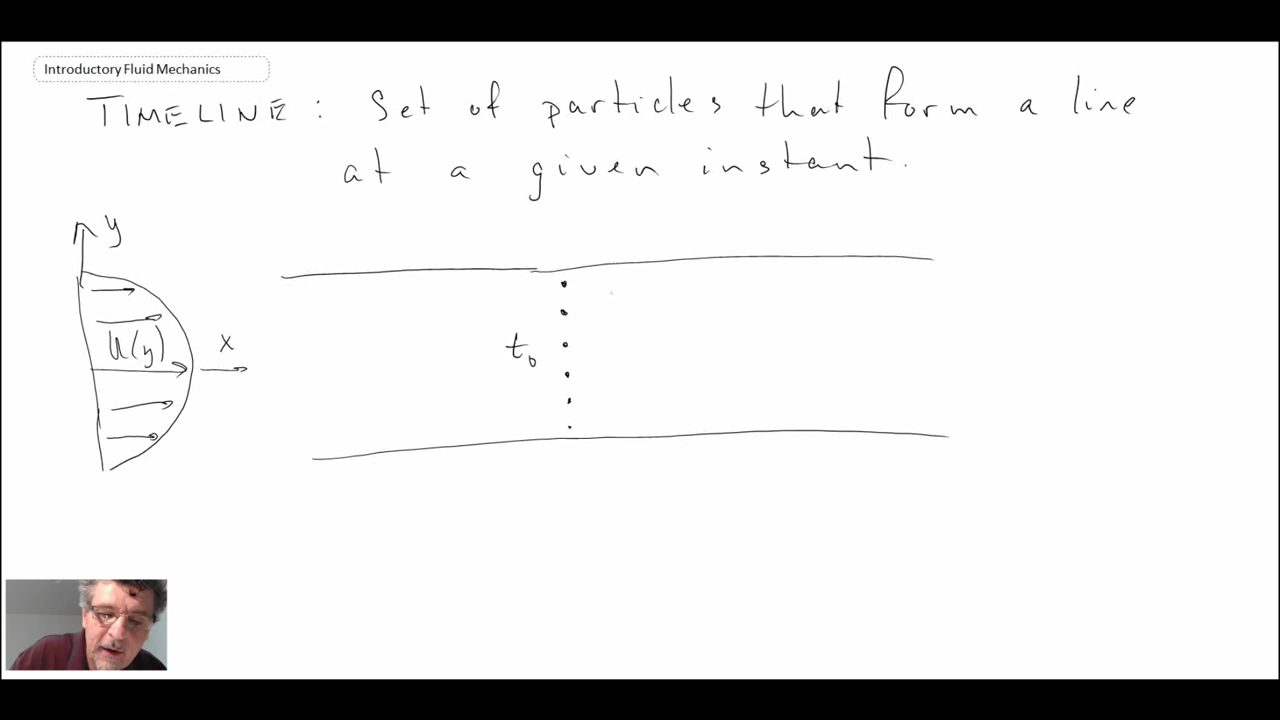 Introductory Fluid Mechanics
TIMELINE: Set of particles that form a line
at a given instant.
y
u(y)
x
t₀